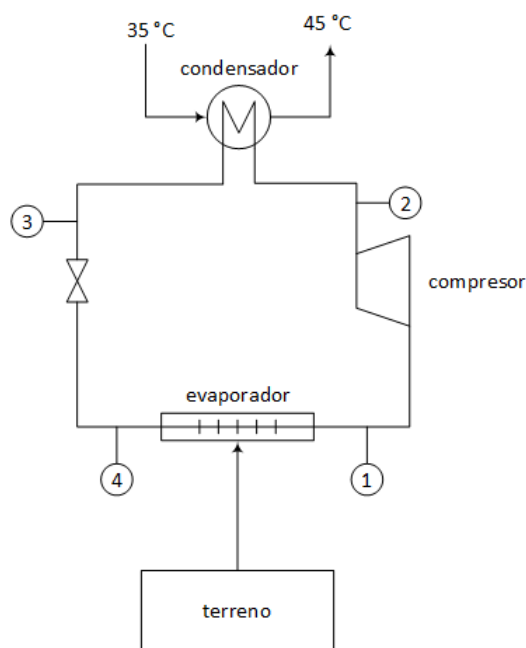 35 °C
45 °C
condensador
3
2
compresor
evaporador
4
1
terreno